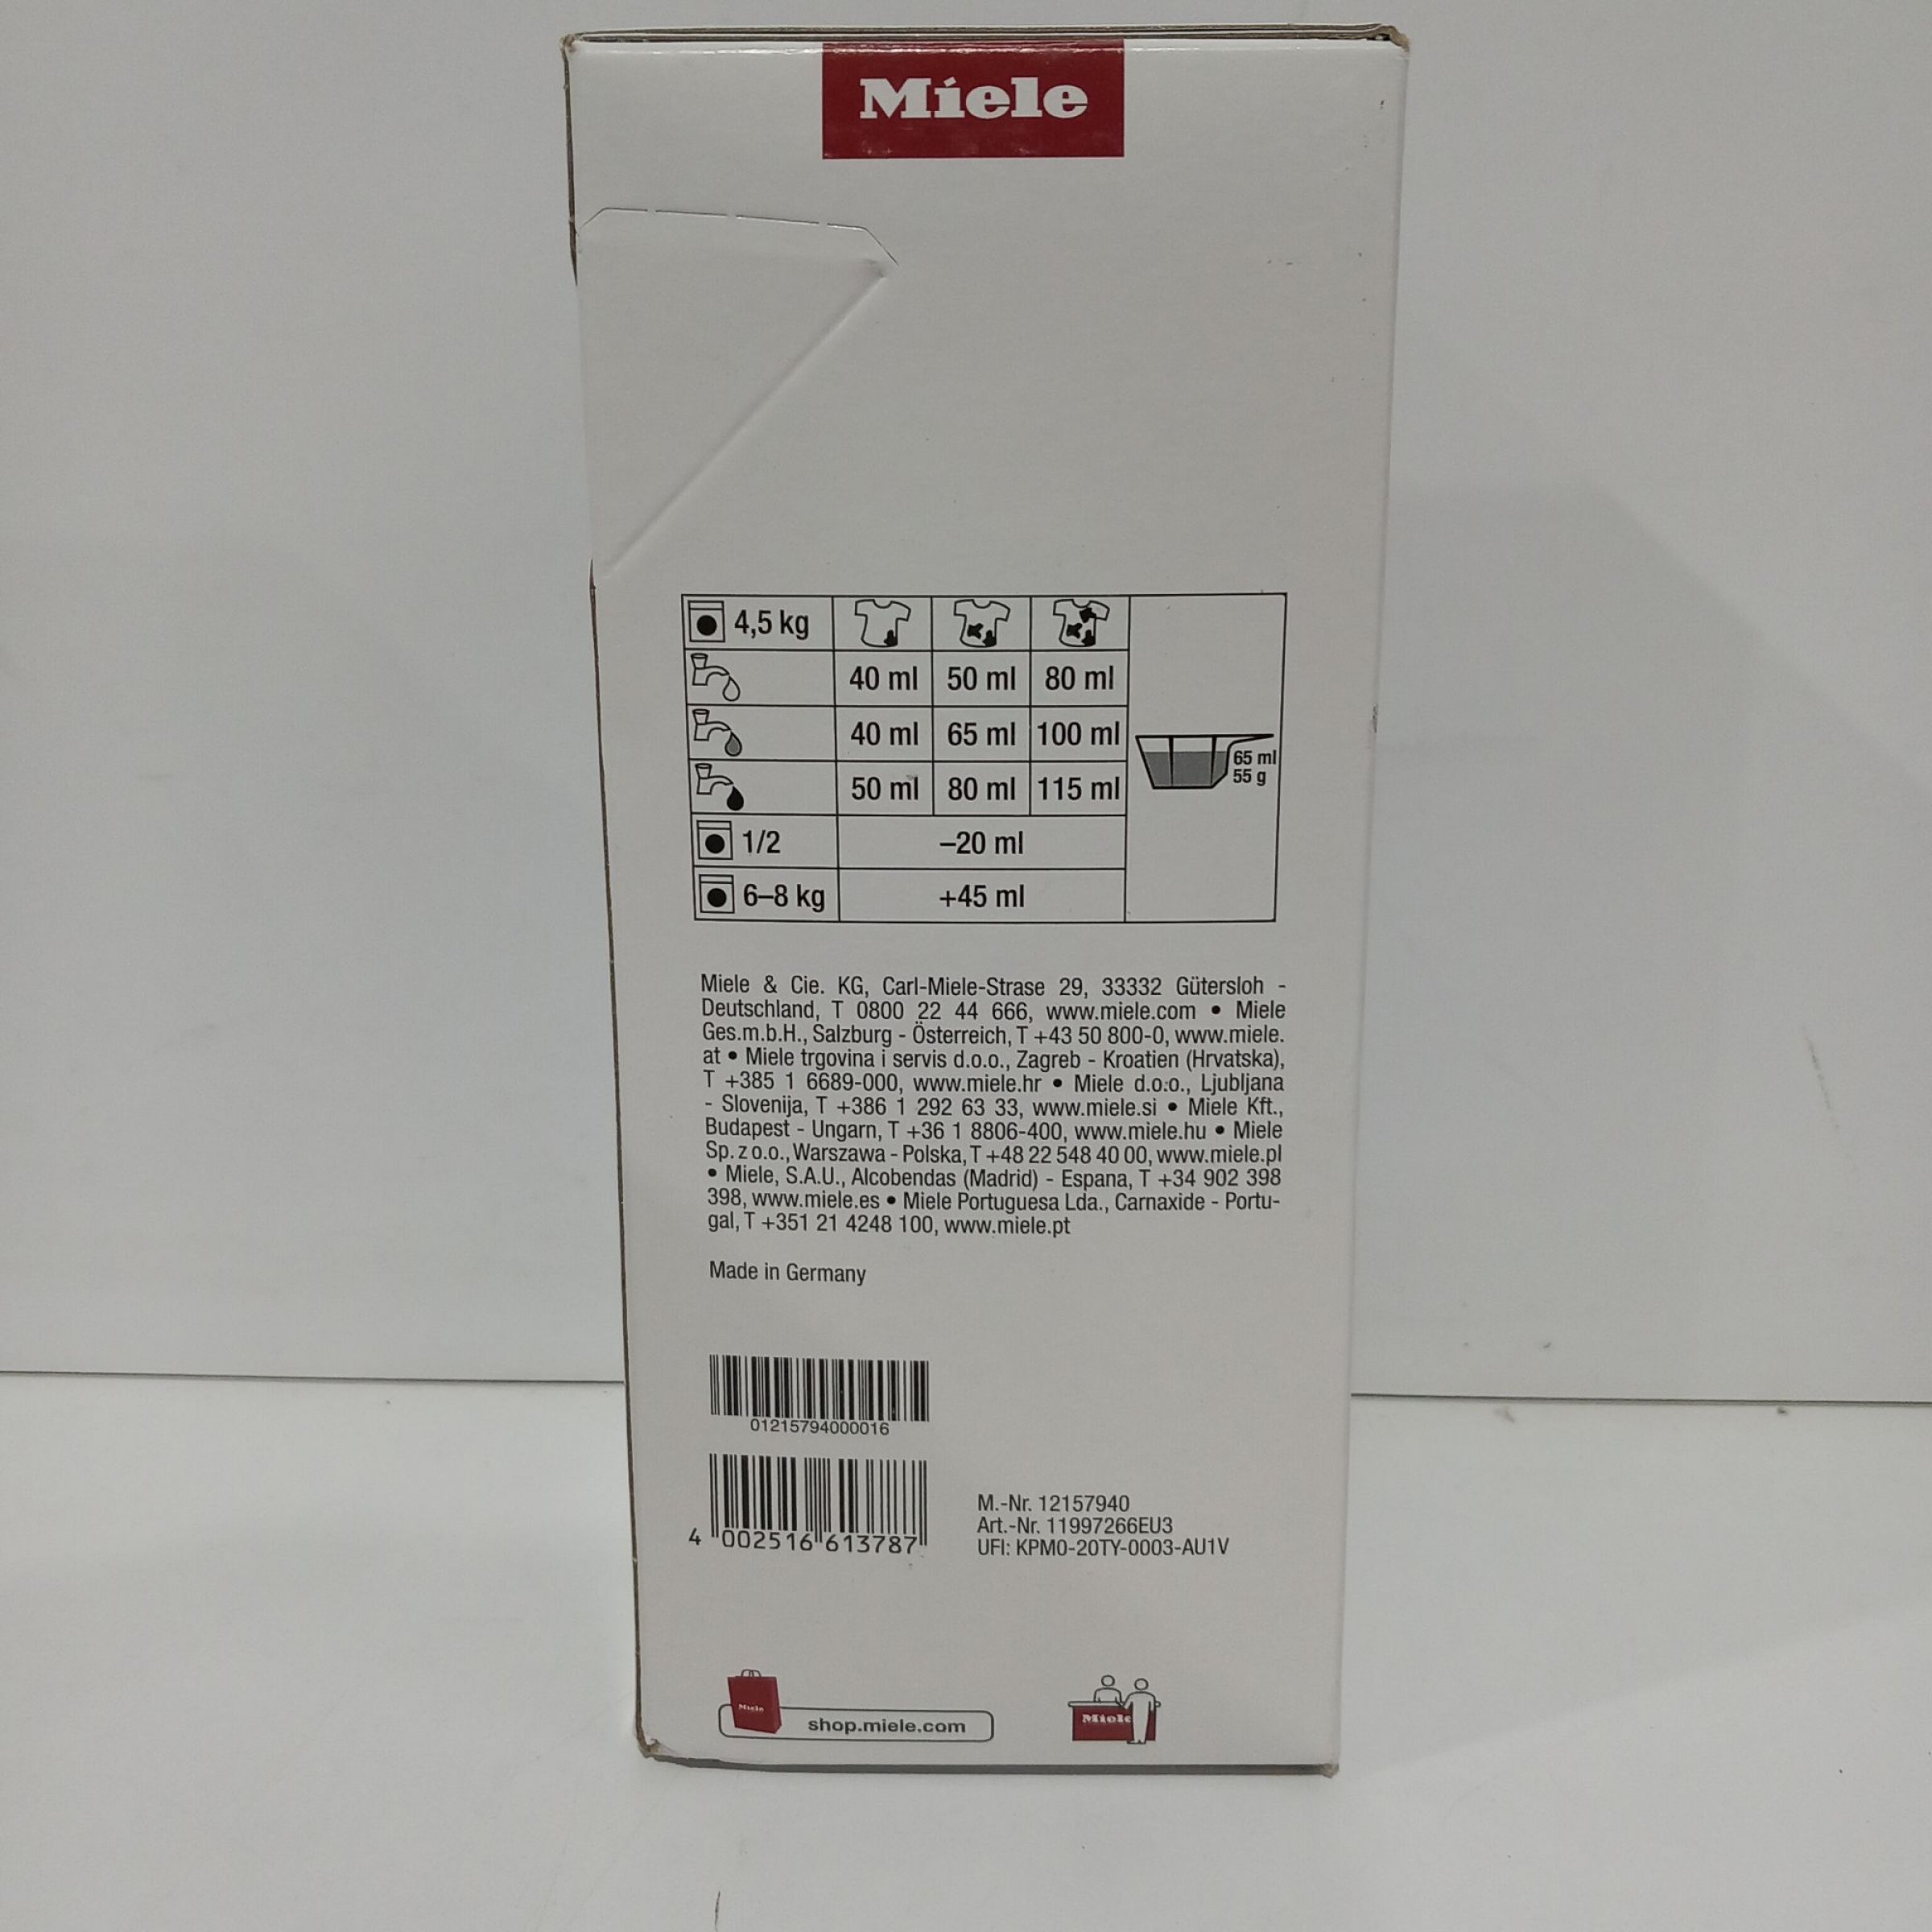 Miele
4,5 kg
40 ml 50 ml 80 ml
40 ml 65 ml 100 ml
65 ml
55 g
50 ml 80 ml 115 ml
1/2 –20 ml
6–8 kg +45 ml
Miele & Cie. KG, Carl-Miele-Strase 29, 33332 Gütersloh -
Deutschland, T 0800 22 44 666, www.miele.com • Miele
Ges.m.b.H., Salzburg - Österreich, T +43 50 800-0, www.miele.
at • Miele trgovina i servis d.o.o., Zagreb - Kroatien (Hrvatska),
T +385 1 6689-000, www.miele.hr • Miele d.o.o., Ljubljana
- Slovenija, T +386 1 292 63 33, www.miele.si • Miele Kft.,
Budapest - Ungarn, T +36 1 8806-400, www.miele.hu • Miele
Sp. z o.o., Warszawa - Polska, T +48 22 548 40 00, www.miele.pl
• Miele, S.A.U., Alcobendas (Madrid) - Espana, T +34 902 398
398, www.miele.es • Miele Portuguesa Lda., Carnaxide - Portu-
gal, T +351 21 4248 100, www.miele.pt
Made in Germany
01215794000016
4 002516 613787
M.-Nr. 12157940
Art.-Nr. 11997266EU3
UFI: KPM0-20TY-0003-AU1V
Miele
shop.miele.com
Miele